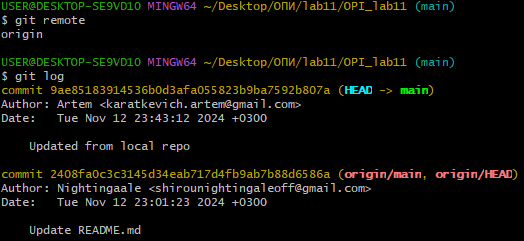 USER@DESKTOP-SE9VD1O MINGW64 ~/Desktop/ОПИ/lab11/OPI_lab11 (main)
$ git remote
origin
USER@DESKTOP-SE9VD1O MINGW64 ~/Desktop/ОПИ/lab11/OPI_lab11 (main)
$ git log
commit 9ae85183914536b0d3afa055823b9ba7592b807a (HEAD -> main)
Author: Artem <karatkevich.artem@gmail.com>
Date:   Tue Nov 12 23:43:12 2024 +0300
Updated from local repo
commit 2408fa0c3c3145d34eab717d4fb9ab7b88d6586a (origin/main, origin/HEAD)
Author: Nightingaale <shirounightingaleoff@gmail.com>
Date:   Tue Nov 12 23:01:23 2024 +0300
Update README.md